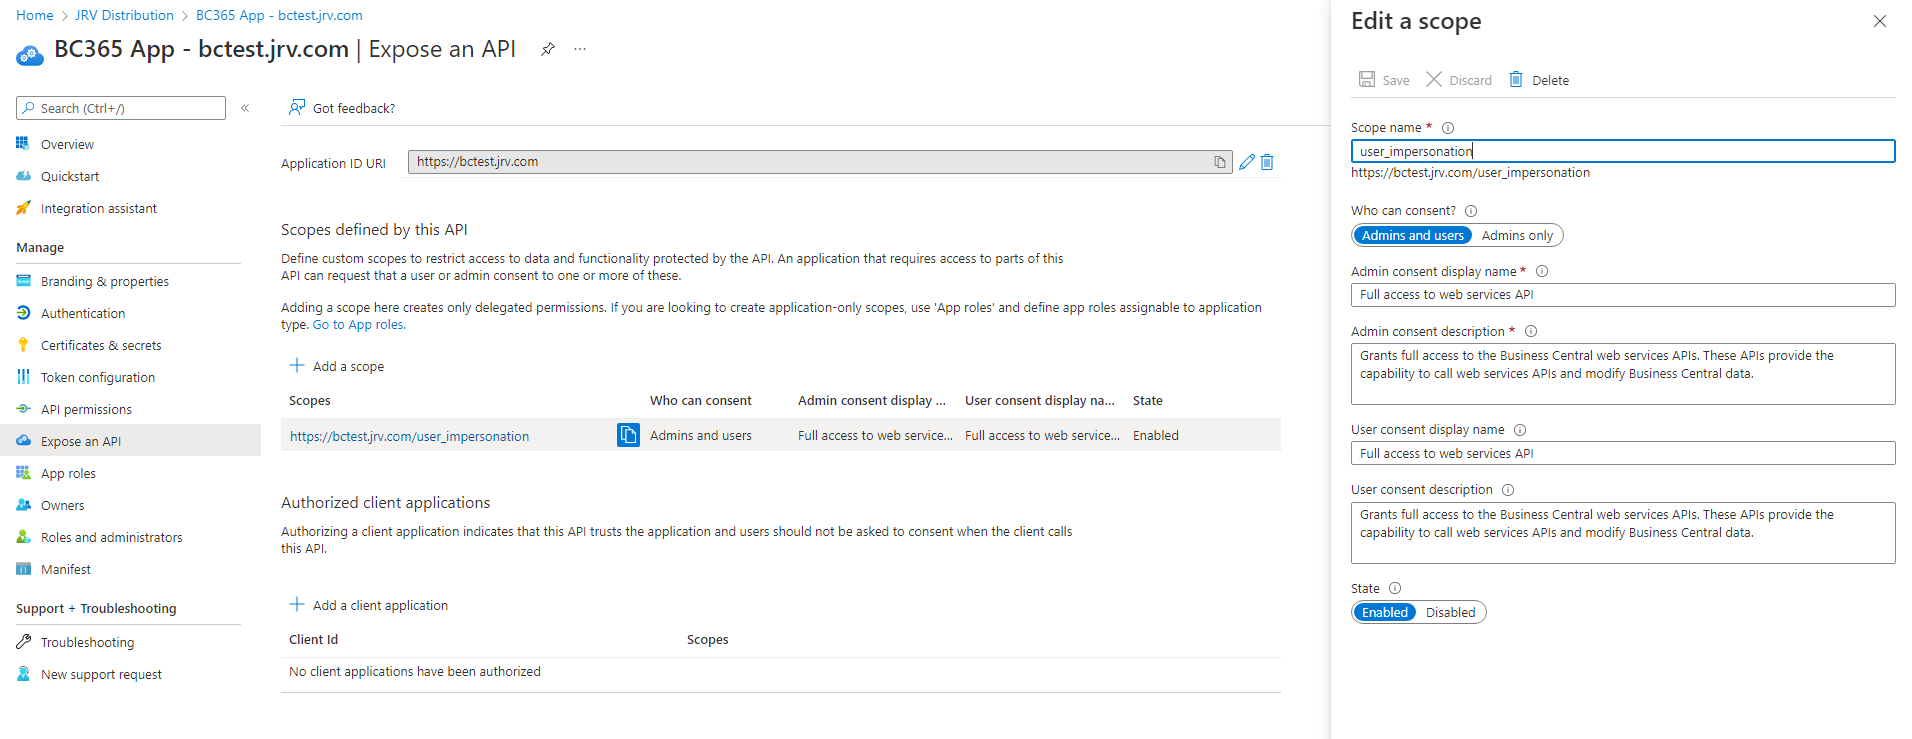 Home > JRV Distribution > BC365 App - bctest.jrv.com
BC365 App - bctest.jrv.com | Expose an API
Search (Ctrl+/)
Overview
Quickstart
Integration assistant
Manage
Branding & properties
Authentication
Certificates & secrets
Token configuration
API permissions
Expose an API
App roles
Owners
Roles and administrators
Manifest
Support + Troubleshooting
Troubleshooting
New support request
Got feedback?
Application ID URI https://bctest.jrv.com
Scopes defined by this API
Define custom scopes to restrict access to data and functionality protected by the API. An application that requires access to parts of this
API can request that a user or admin consent to one or more of these.
Adding a scope here creates only delegated permissions. If you are looking to create application-only scopes, use 'App roles' and define app roles assignable to application
type. Go to App roles.
Add a scope
Scopes Who can consent Admin consent display ... User consent display na... State
https://bctest.jrv.com/user_impersonation Admins and users Full access to web service... Full access to web service... Enabled
Authorized client applications
Authorizing a client application indicates that this API trusts the application and users should not be asked to consent when the client calls
this API.
Add a client application
Client Id Scopes
No client applications have been authorized
Edit a scope
Save Discard Delete
Scope name *
user_impersonation
https://bctest.jrv.com/user_impersonation
Who can consent?
Admins and users Admins only
Admin consent display name *
Full access to web services API
Admin consent description *
Grants full access to the Business Central web services APIs. These APIs provide the
capability to call web services APIs and modify Business Central data.
User consent display name
Full access to web services API
User consent description
Grants full access to the Business Central web services APIs. These APIs provide the
capability to call web services APIs and modify Business Central data.
State
Enabled Disabled